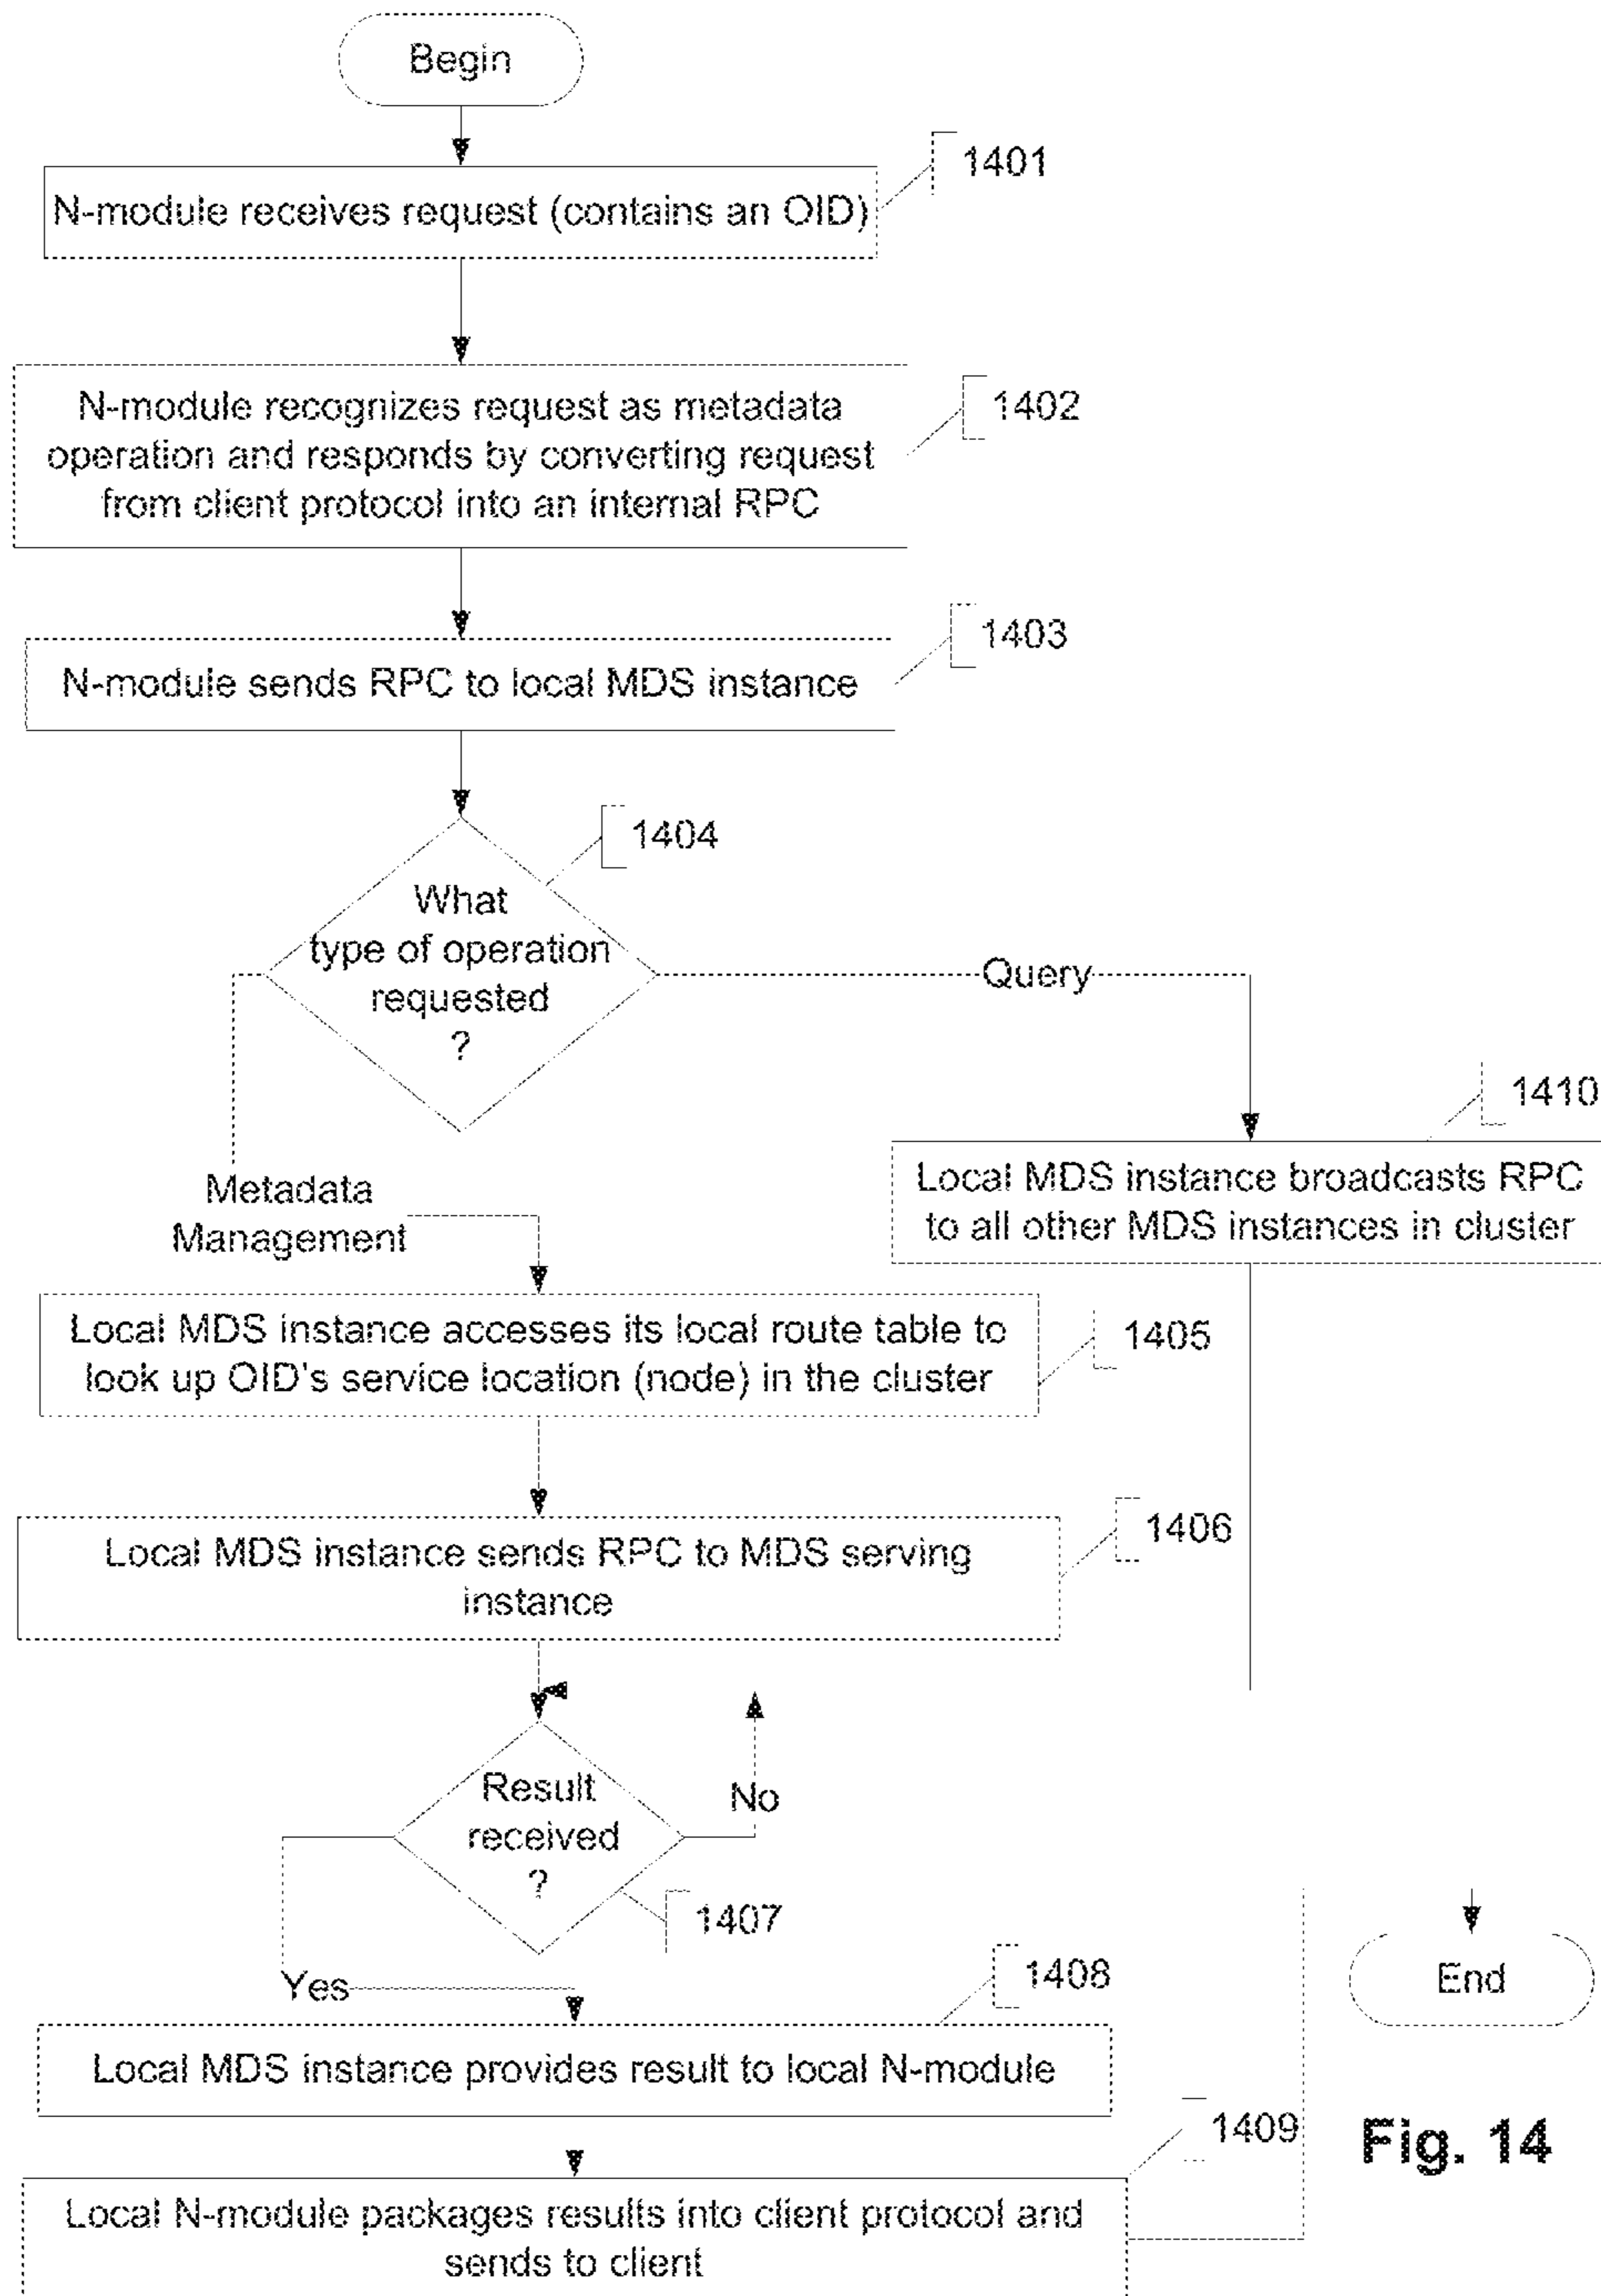 Begin
1401
N-module receives request (contains an OID)
1402
N-module recognizes request as metadata
operation and responds by converting request
from client protocol into an internal RPC
1403
N-module sends RPC to local MDS instance
1404
What
type of operation
requested
?
Query
Metadata
Management
1410
Local MDS instance broadcasts RPC
to all other MDS instances in cluster
1405
Local MDS instance accesses its local route table to
look up OID's service location (node) in the cluster
1406
Local MDS instance sends RPC to MDS serving
instance
Result
received
?
No
1407
Yes
1408
Local MDS instance provides result to local N-module
End
1409
Local N-module packages results into client protocol and
sends to client
Fig. 14